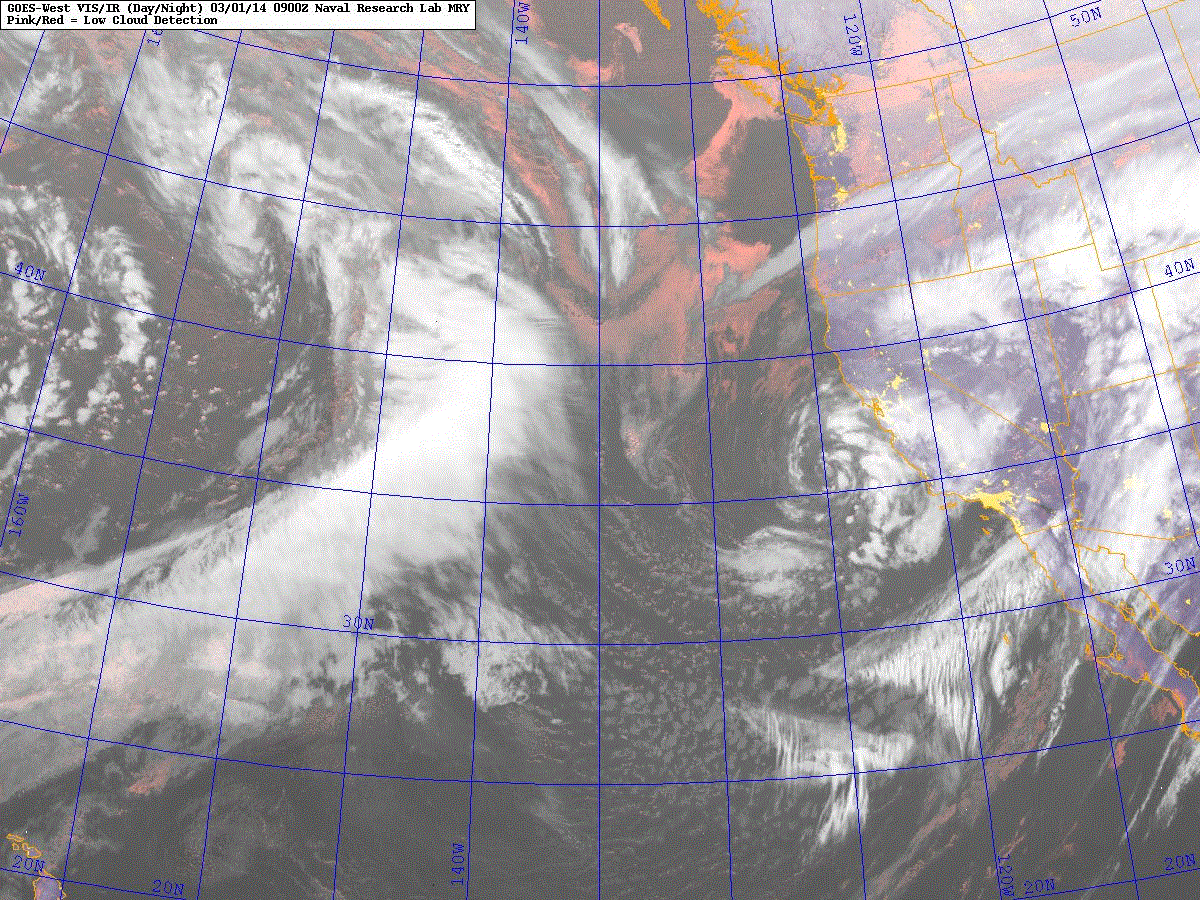 GOES-West VIS/IR (Day/Night) 03/01/14 0900Z Naval Research Lab MRY
Pink/Red = Low Cloud Detection
140W
120W
50N
40N
40N
160W
30N
30N
140W
120W
20N
20N
20N
20N